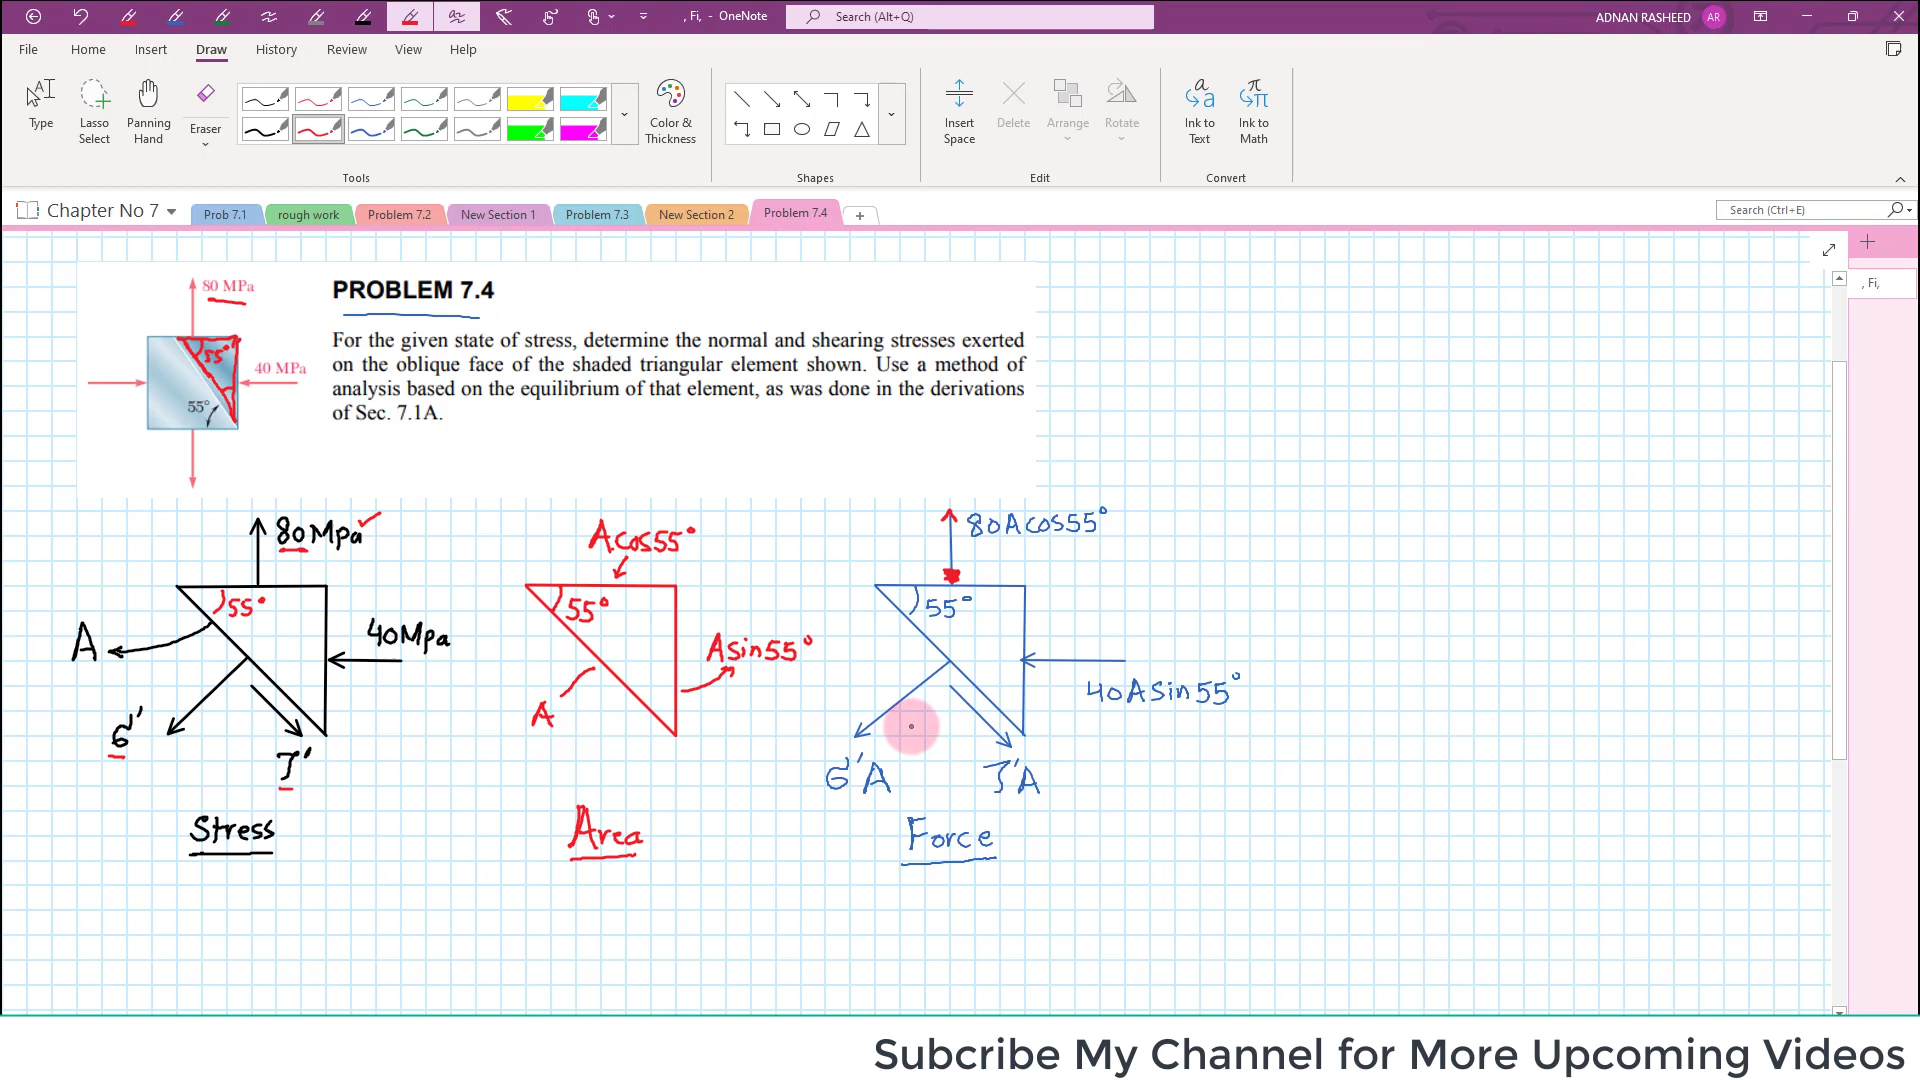 , Fi, - OneNote
Search (Alt+Q)
ADNAN RASHEED
AR
File Home Insert Draw History Review View Help
Type
Lasso Select
Panning Hand
Eraser
Color & Thickness
Insert Space
Delete
Arrange
Rotate
Ink to Text
Ink to Math
Tools
Shapes
Edit
Convert
Chapter No 7
Prob 7.1
rough work
Problem 7.2
New Section 1
Problem 7.3
New Section 2
Problem 7.4
Search (Ctrl+E)
, Fi,
80 MPa
55°
40 MPa
55°
PROBLEM 7.4
For the given state of stress, determine the normal and shearing stresses exerted
on the oblique face of the shaded triangular element shown. Use a method of
analysis based on the equilibrium of that element, as was done in the derivations
of Sec. 7.1A.
80Mpa
55°
A
40Mpa
σ'
τ'
Stress
Acos55°
55°
Asin55°
A
Area
80Acos55°
55°
40Asin55°
σ'A
τ'A
Force
Subcribe My Channel for More Upcoming Videos